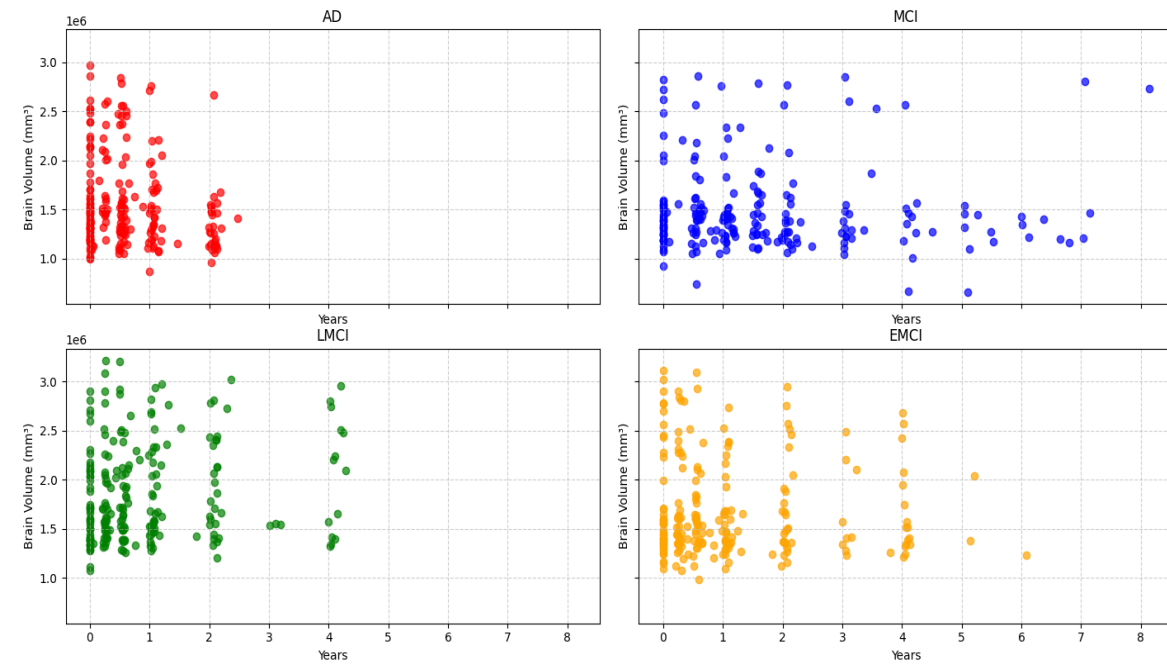 AD
1e6
3.0
2.5
2.0
1.5
1.0
Brain Volume (mm³)
Years
MCI
Brain Volume (mm³)
Years
LMCI
1e6
3.0
2.5
2.0
1.5
1.0
Brain Volume (mm³)
0 1 2 3 4 5 6 7 8
Years
EMCI
Brain Volume (mm³)
0 1 2 3 4 5 6 7 8
Years